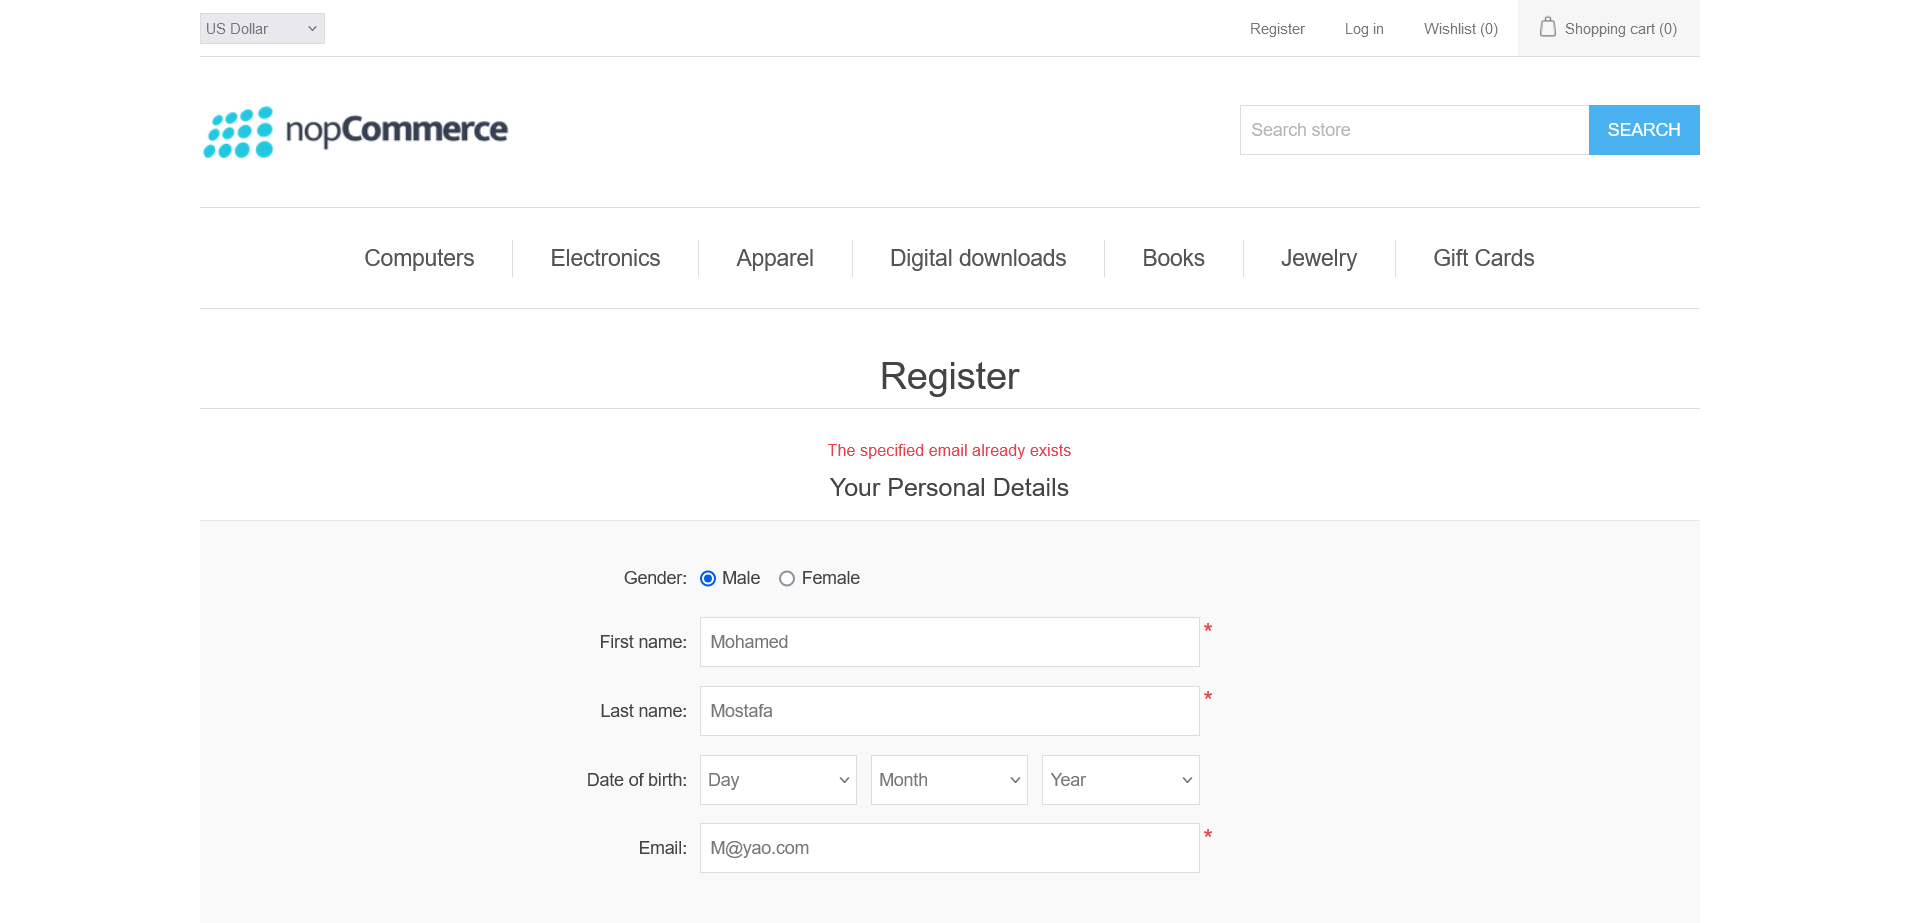 US Dollar Register Log in Wishlist (0) Shopping cart (0)
nopCommerce Search store SEARCH
Computers Electronics Apparel Digital downloads Books Jewelry Gift Cards
Register
The specified email already exists
Your Personal Details
Gender: Male Female
First name: Mohamed *
Last name: Mostafa *
Date of birth: Day Month Year
Email: M@yao.com *